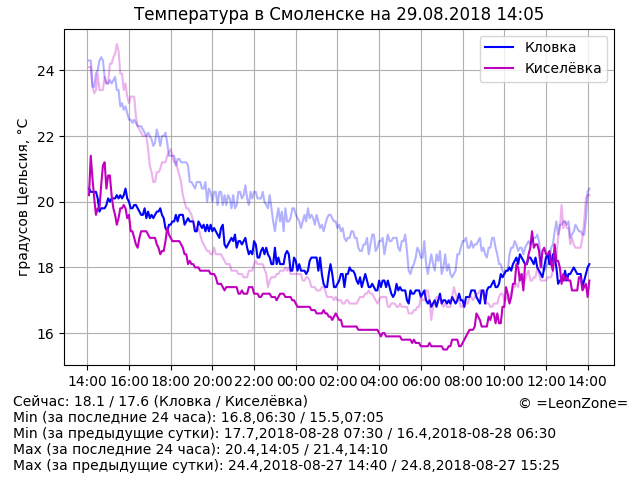 Температура в Смоленске на 29.08.2018 14:05
Кловка
Киселёвка
градусов Цельсия, °C
24
22
20
18
16
14:00 16:00 18:00 20:00 22:00 00:00 02:00 04:00 06:00 08:00 10:00 12:00 14:00
Сейчас: 18.1 / 17.6 (Кловка / Киселёвка)
© =LeonZone=
Min (за последние 24 часа): 16.8,06:30 / 15.5,07:05
Min (за предыдущие сутки): 17.7,2018-08-28 07:30 / 16.4,2018-08-28 06:30
Max (за последние 24 часа): 20.4,14:05 / 21.4,14:10
Max (за предыдущие сутки): 24.4,2018-08-27 14:40 / 24.8,2018-08-27 15:25